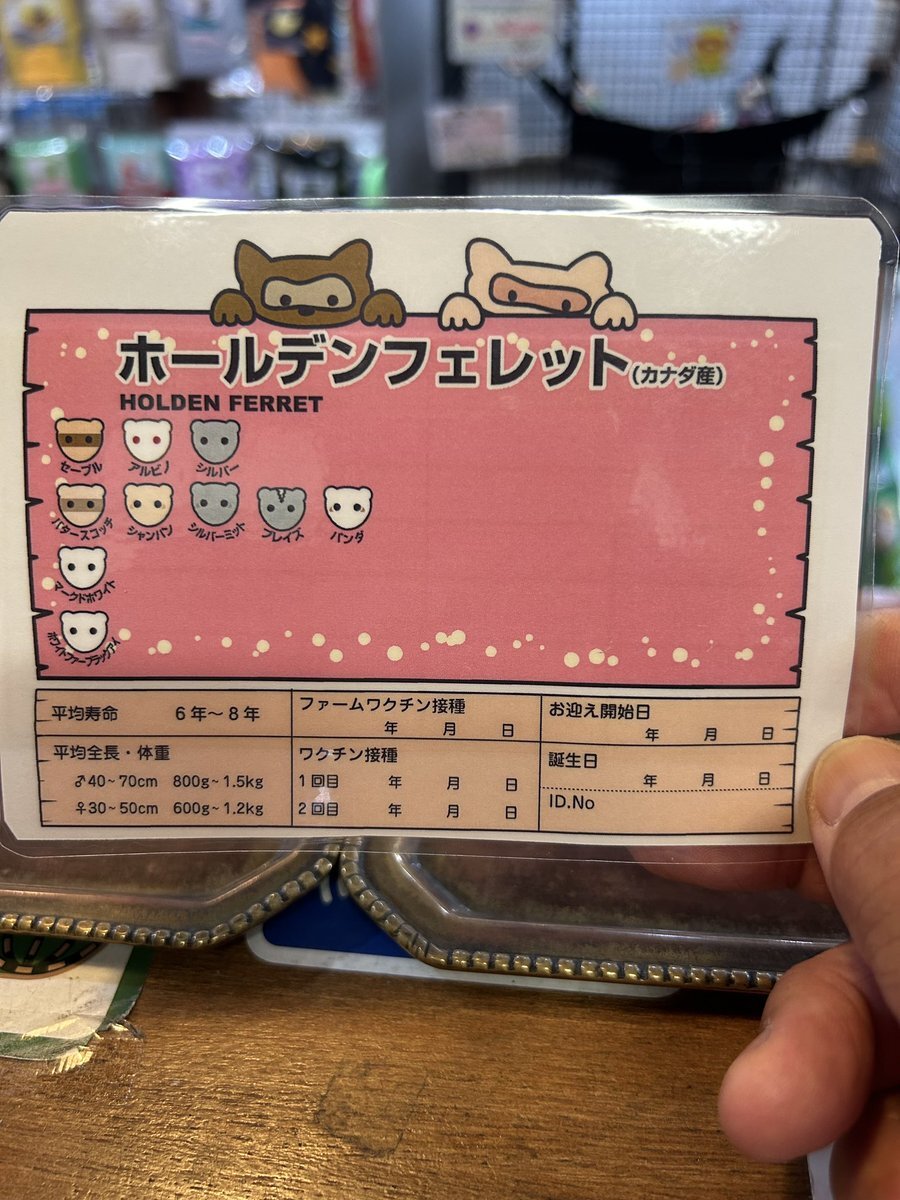 ホールデンフェレット(カナダ産)
HOLDEN FERRET
セーブル アルビノ シルバー
バタースコッチ シャンパン シルバーミット ブレイズ パンダ
マークドホワイト
ホワイトファーブラックアイ
平均寿命 6年~8年
平均全長・体重
♂40~70cm 800g~1.5kg
♀30~50cm 600g~1.2kg
ファームワクチン接種
年 月 日
ワクチン接種
1回目 年 月 日
2回目 年 月 日
お迎え開始日
年 月 日
誕生日
年 月 日
ID.No